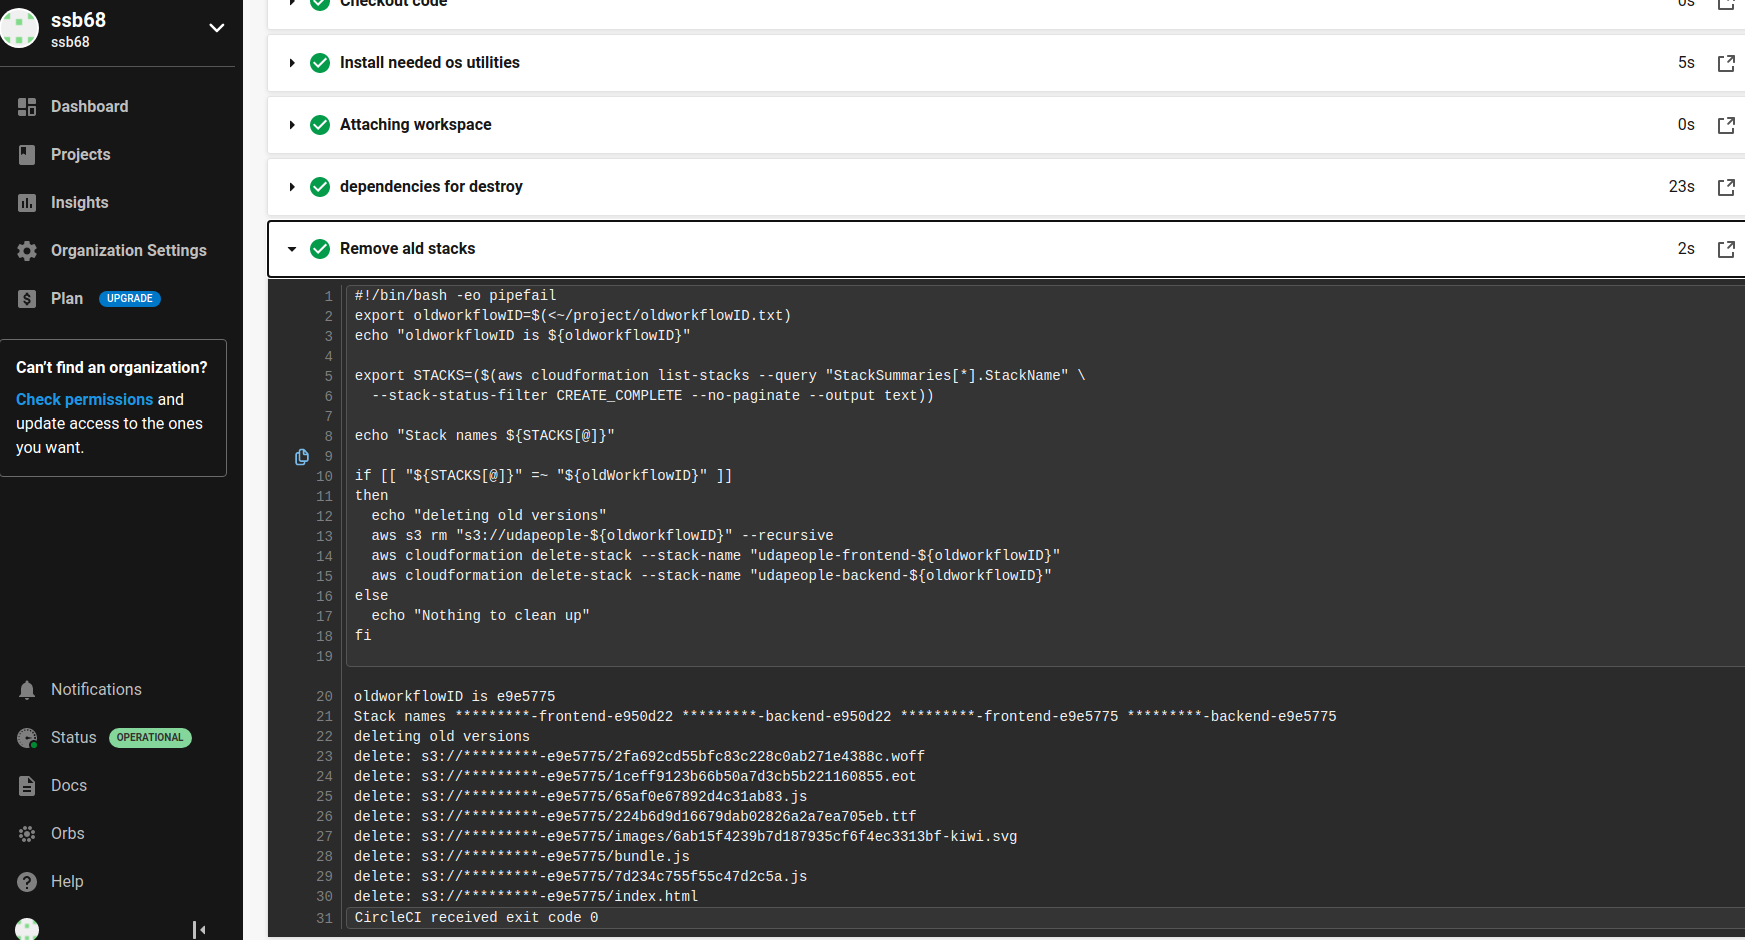 ssb68
ssb68
Dashboard
Projects
Insights
Organization Settings
Plan UPGRADE
Can't find an organization?
Check permissions and
update access to the ones
you want.
Notifications
Status OPERATIONAL
Docs
Orbs
Help
Checkout code 0s
Install needed os utilities 5s
Attaching workspace 0s
dependencies for destroy 23s
Remove ald stacks 2s
1 #!/bin/bash -eo pipefail
2 export oldworkflowID=$(<~/project/oldworkflowID.txt)
3 echo "oldworkflowID is ${oldworkflowID}"
4
5 export STACKS=($(aws cloudformation list-stacks --query "StackSummaries[*].StackName" \
6 --stack-status-filter CREATE_COMPLETE --no-paginate --output text))
7
8 echo "Stack names ${STACKS[@]}"
9
10 if [[ "${STACKS[@]}" =~ "${oldWorkflowID}" ]]
11 then
12 echo "deleting old versions"
13 aws s3 rm "s3://udapeople-${oldworkflowID}" --recursive
14 aws cloudformation delete-stack --stack-name "udapeople-frontend-${oldworkflowID}"
15 aws cloudformation delete-stack --stack-name "udapeople-backend-${oldworkflowID}"
16 else
17 echo "Nothing to clean up"
18 fi
19
20 oldworkflowID is e9e5775
21 Stack names *********-frontend-e950d22 *********-backend-e950d22 *********-frontend-e9e5775 *********-backend-e9e5775
22 deleting old versions
23 delete: s3://*********-e9e5775/2fa692cd55bfc83c228c0ab271e4388c.woff
24 delete: s3://*********-e9e5775/1ceff9123b66b50a7d3cb5b221160855.eot
25 delete: s3://*********-e9e5775/65af0e67892d4c31ab83.js
26 delete: s3://*********-e9e5775/224b6d9d16679dab02826a2a7ea705eb.ttf
27 delete: s3://*********-e9e5775/images/6ab15f4239b7d187935cf6f4ec3313bf-kiwi.svg
28 delete: s3://*********-e9e5775/bundle.js
29 delete: s3://*********-e9e5775/7d234c755f55c47d2c5a.js
30 delete: s3://*********-e9e5775/index.html
31 CircleCI received exit code 0